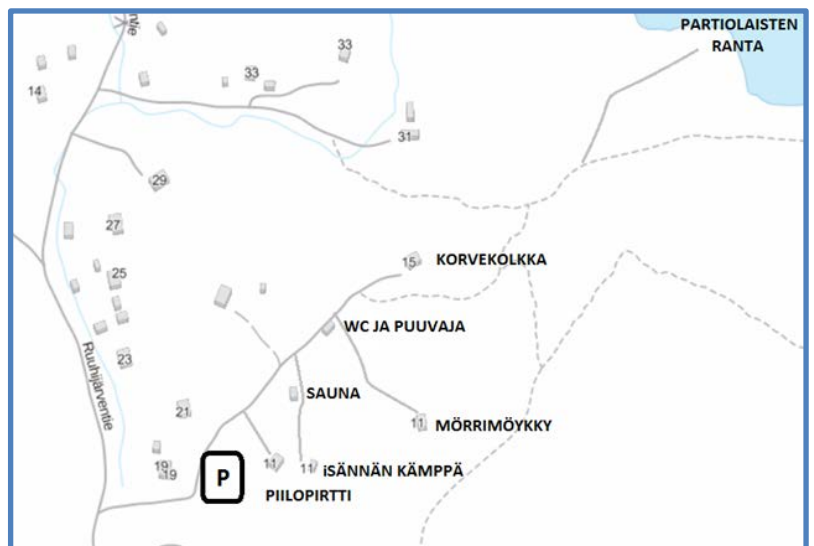 PARTIOLAISTEN
RANTA
ntie
33
33
14
31
29
27
15 KORVEKOLKKA
25
WC JA PUUVAJA
Ruuhijärventie
23
SAUNA
21
11 MÖRRIMÖYKKY
19
19
P
11
11 iSÄNNÄN KÄMPPÄ
PIILOPIRTTI